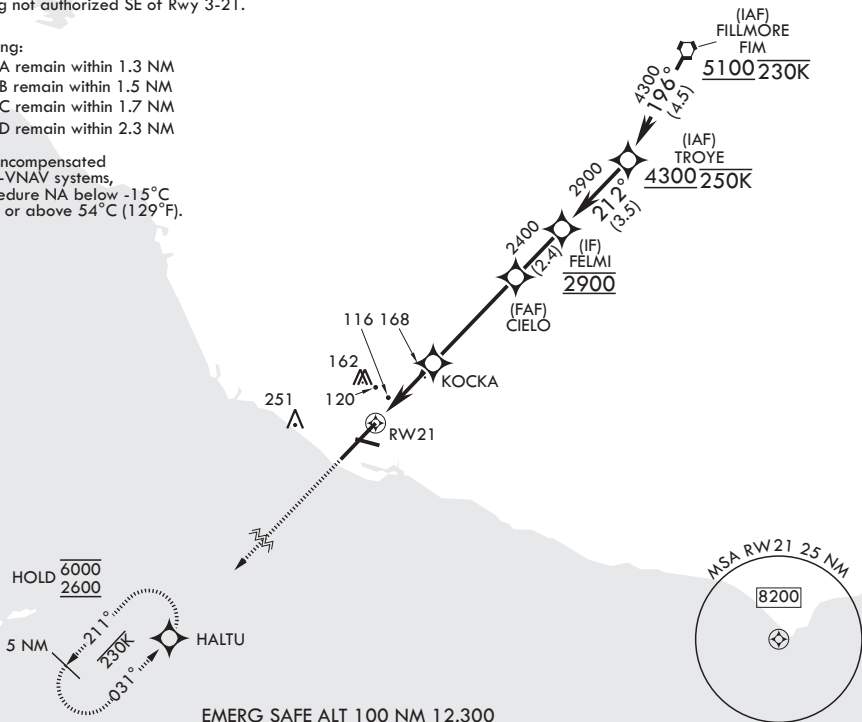 g not authorized SE of Rwy 3-21.
ng:
A remain within 1.3 NM
B remain within 1.5 NM
C remain within 1.7 NM
D remain within 2.3 NM
ncompensated
-VNAV systems,
edure NA below -15°C
or above 54°C (129°F).
(IAF)
FILLMORE
FIM
5100 230K
4300
196°
(4.5)
(IAF)
TROYE
4300 250K
2900
212°
(3.5)
2400
(2.4)
(IF)
FELMI
2900
(FAF)
CIELO
116 168
162
120
KOCKA
251
RW21
HOLD 6000
2600
5 NM
211°
230K
031°
HALTU
MSA RW21 25 NM
8200
EMERG SAFE ALT 100 NM 12,300